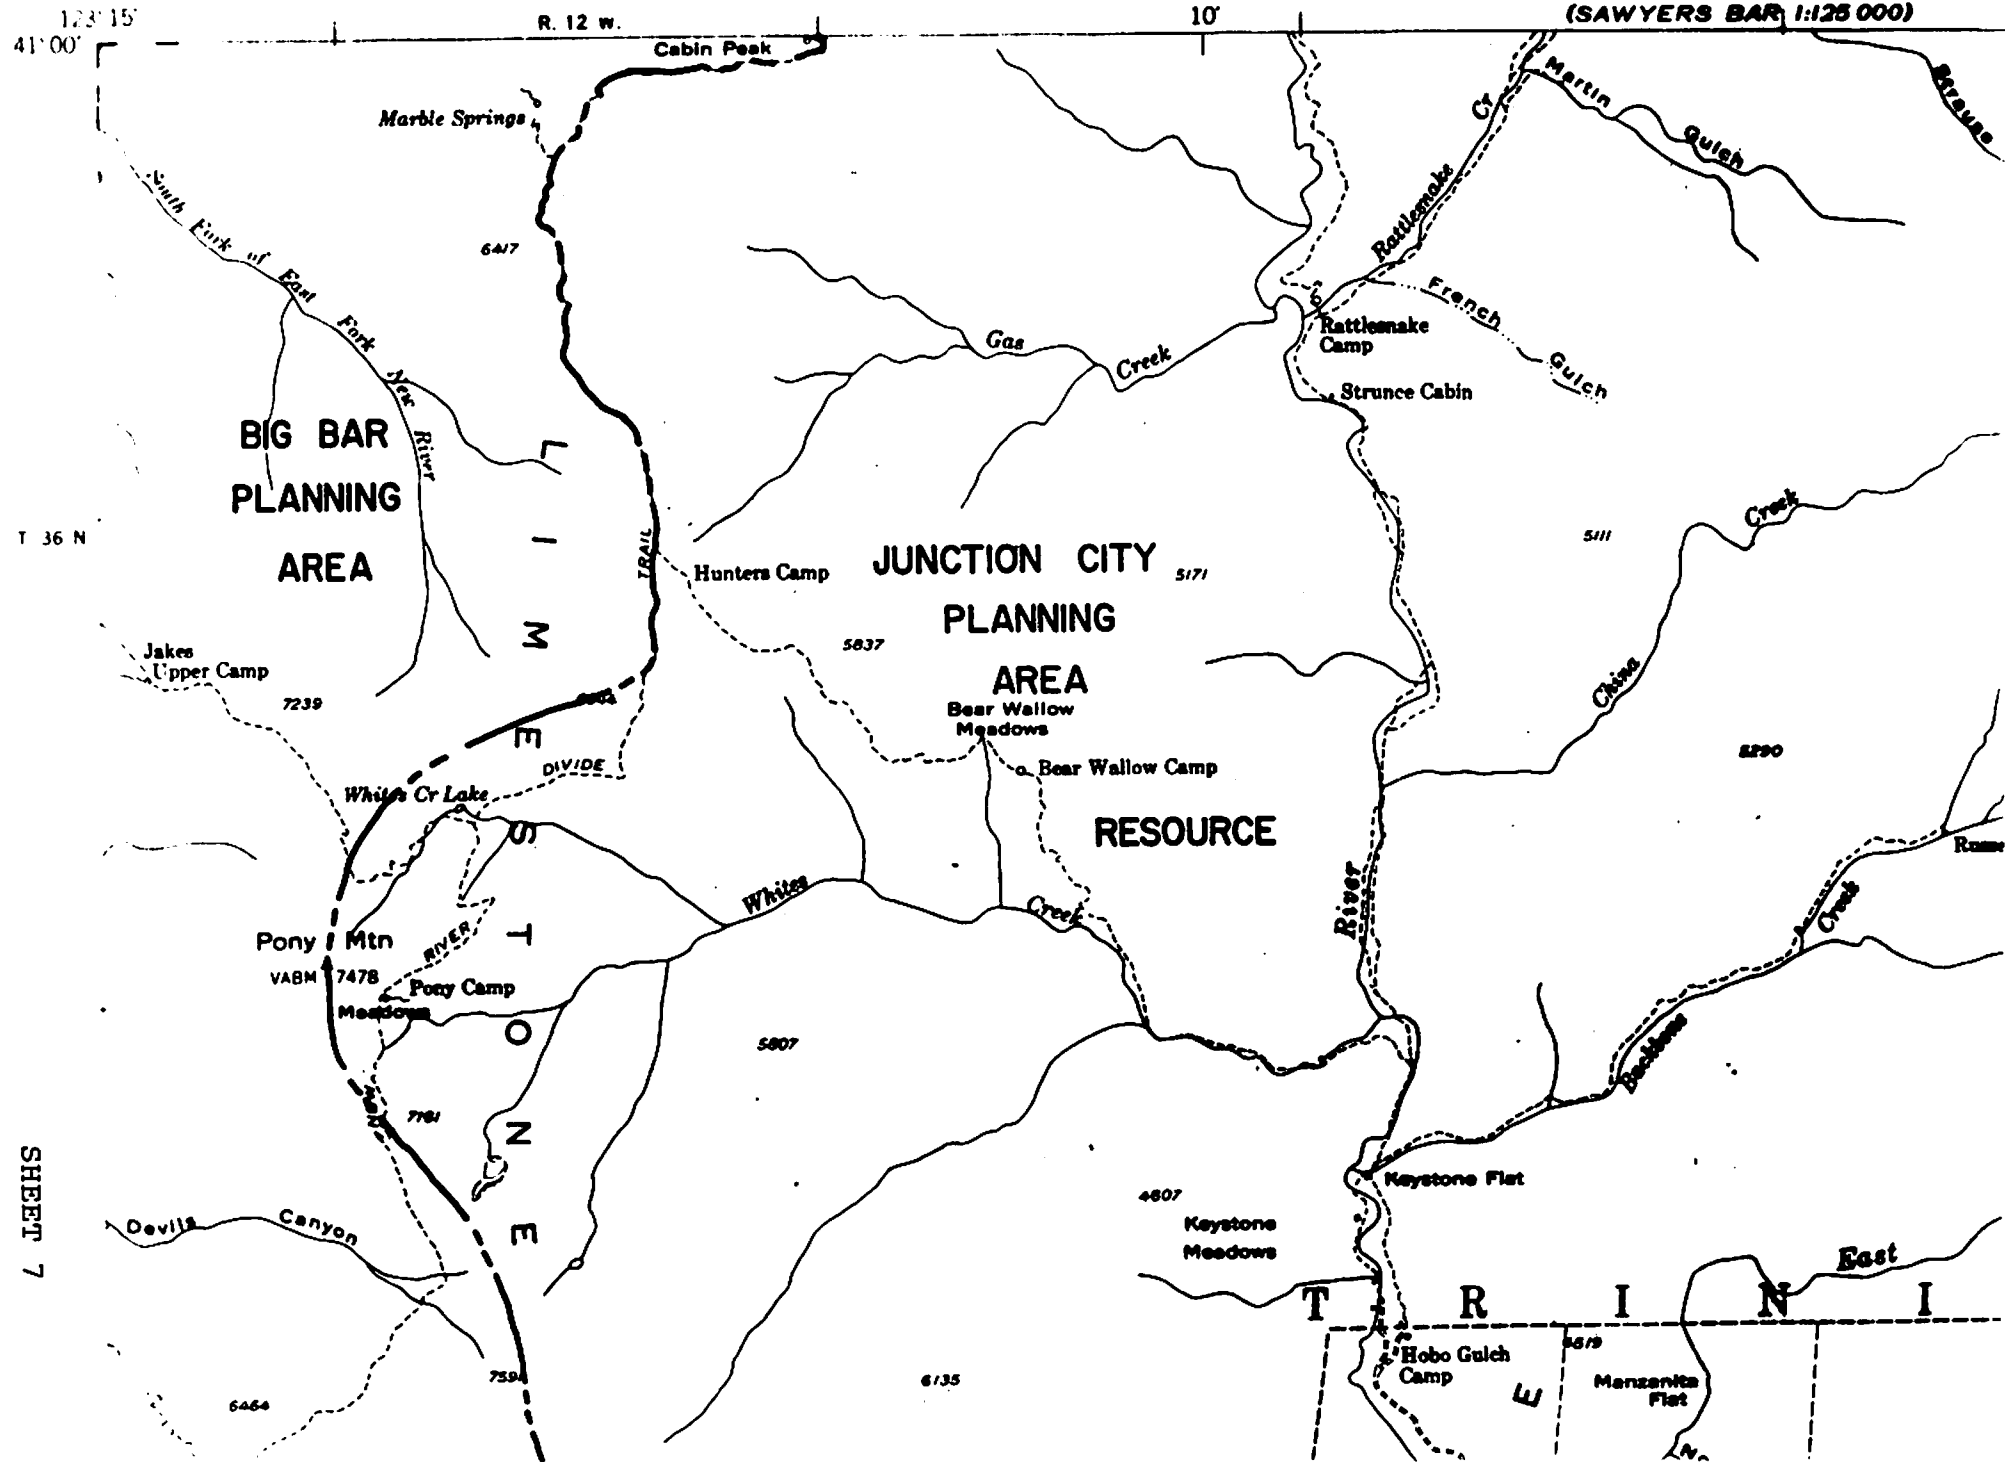 123° 15'
R. 12 W.
10'
(SAWYERS BAR 1:125 000)
41° 00'
Cabin Peak
Marble Springs
Martin
Gulch
Cr
Rattlesnake
South Fork of East Fork New River
6417
French
Gulch
Rattlesnake
Camp
Gas Creek
Strunce Cabin
BIG BAR
PLANNING
AREA
LIMESTONE
T 36 N
TRAIL
Hunters Camp
JUNCTION CITY
PLANNING
AREA
5171
5111
China Creek
5837
Jakes
Upper Camp
7239
Bear Wallow
Meadows
Bear Wallow Camp
DIVIDE
Whites Cr Lake
5290
RESOURCE
Whites Creek
River
Creek
Backbone
RIVER
Pony Mtn
VABM 7478
Pony Camp
Meadows
5807
7161
Keystone Flat
4607
Keystone
Meadows
SHEET 7
Devils Canyon
East
T R I N I
Hobo Gulch
Camp
E
Manzanita
Flat
6135
6464